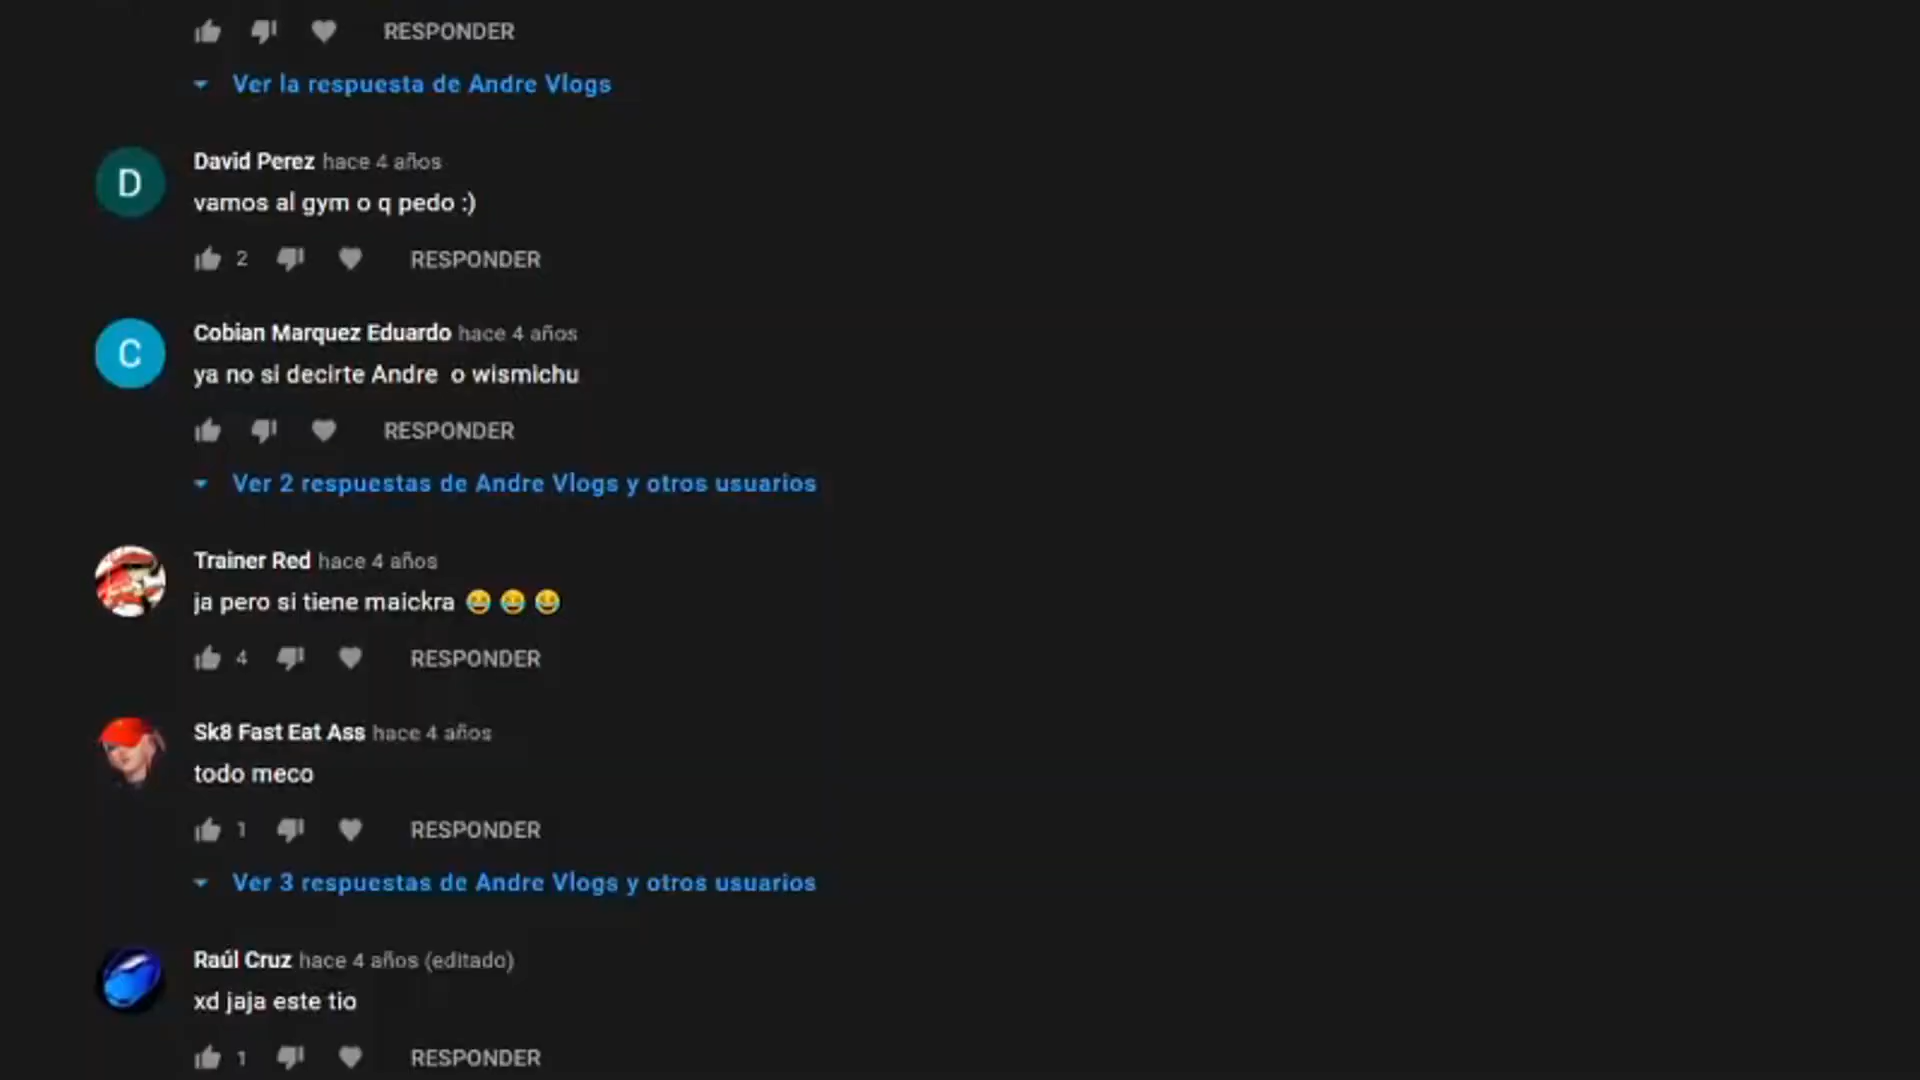 RESPONDER
Ver la respuesta de Andre Vlogs
D
David Perez hace 4 años
vamos al gym o q pedo :)
2 RESPONDER
C
Cobian Marquez Eduardo hace 4 años
ya no si decirte Andre  o wismichu
RESPONDER
Ver 2 respuestas de Andre Vlogs y otros usuarios
Trainer Red hace 4 años
ja pero si tiene maickra 😂 😂 😂
4 RESPONDER
Sk8 Fast Eat Ass hace 4 años
todo meco
1 RESPONDER
Ver 3 respuestas de Andre Vlogs y otros usuarios
Raúl Cruz hace 4 años (editado)
xd jaja este tio
1 RESPONDER